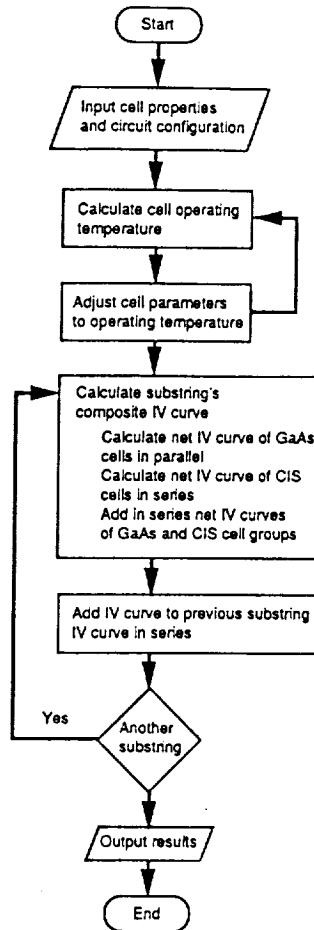 Start
Input cell properties
and circuit configuration
Calculate cell operating
temperature
Adjust cell parameters
to operating temperature
Calculate substring's
composite IV curve
Calculate net IV curve of GaAs
cells in parallel
Calculate net IV curve of CIS
cells in series
Add in series net IV curves
of GaAs and CIS cell groups
Add IV curve to previous substring
IV curve in series
Yes
Another
substring
Output results
End